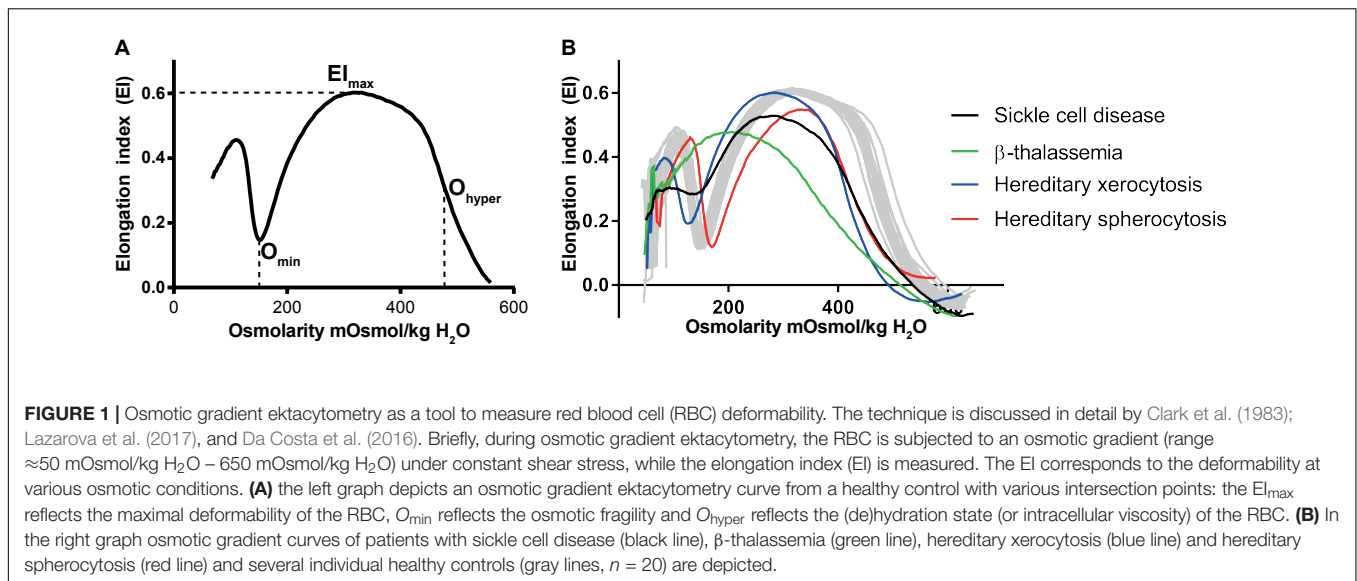 A
EI_max
Elongation index (EI)
0.6
0.4
0.2
0.0
O_min
O_hyper
0
200
400
600
Osmolarity mOsmol/kg H₂O
B
Elongation index (EI)
0.6
0.4
0.2
0.0
200
400
Osmolarity mOsmol/kg H₂O
Sickle cell disease
β-thalassemia
Hereditary xerocytosis
Hereditary spherocytosis
FIGURE 1 | Osmotic gradient ektacytometry as a tool to measure red blood cell (RBC) deformability. The technique is discussed in detail by Clark et al. (1983);
Lazarova et al. (2017), and Da Costa et al. (2016). Briefly, during osmotic gradient ektacytometry, the RBC is subjected to an osmotic gradient (range
≈50 mOsmol/kg H₂O – 650 mOsmol/kg H₂O) under constant shear stress, while the elongation index (EI) is measured. The EI corresponds to the deformability at
various osmotic conditions. (A) the left graph depicts an osmotic gradient ektacytometry curve from a healthy control with various intersection points: the EI_max
reflects the maximal deformability of the RBC, O_min reflects the osmotic fragility and O_hyper reflects the (de)hydration state (or intracellular viscosity) of the RBC. (B) In
the right graph osmotic gradient curves of patients with sickle cell disease (black line), β-thalassemia (green line), hereditary xerocytosis (blue line) and hereditary
spherocytosis (red line) and several individual healthy controls (gray lines, n = 20) are depicted.